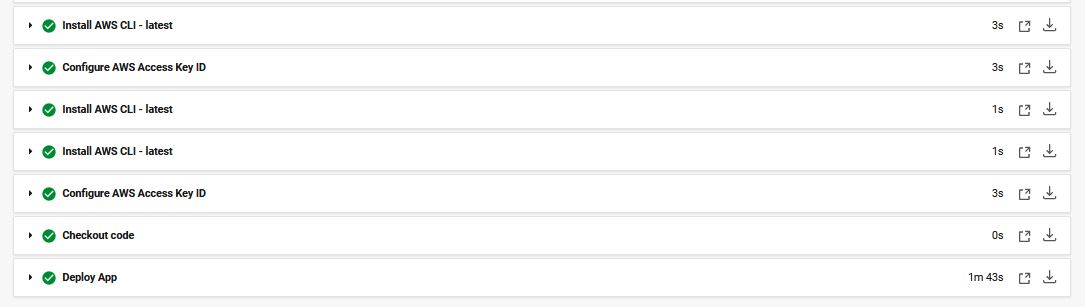 Install AWS CLI - latest 3s
Configure AWS Access Key ID 3s
Install AWS CLI - latest 1s
Install AWS CLI - latest 1s
Configure AWS Access Key ID 3s
Checkout code 0s
Deploy App 1m 43s